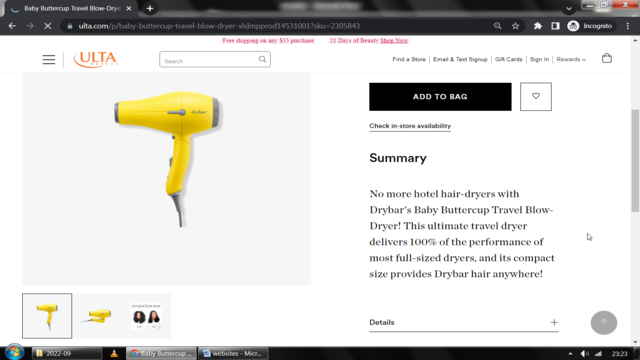 Baby Buttercup Travel Blow-Drye
ulta.com/p/baby-buttercup-travel-blow-dryer-xlsImpprod14531001?sku=2305843
Incognito
Free shipping on any $35 purchase 21 Days of Beauty Shop Now
ULTA
BEAUTY
Search
Find a Store
Email & Text Signup
Gift Cards
Sign In
Rewards
drybar
ADD TO BAG
Check in-store availability
Summary
No more hotel hair-dryers with
Drybar's Baby Buttercup Travel Blow-
Dryer! This ultimate travel dryer
delivers 100% of the performance of
most full-sized dryers, and its compact
size provides Drybar hair anywhere!
Details
2022-09
Baby Buttercup
websites - Micr...
23:23